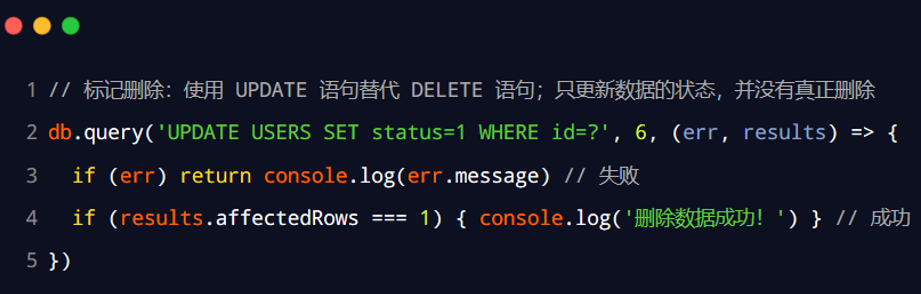 1 // 标记删除：使用 UPDATE 语句替代 DELETE 语句；只更新数据的状态，并没有真正删除
2 db.query('UPDATE USERS SET status=1 WHERE id=?', 6, (err, results) => {
3   if (err) return console.log(err.message) // 失败
4   if (results.affectedRows === 1) { console.log('删除数据成功！') } // 成功
5 })